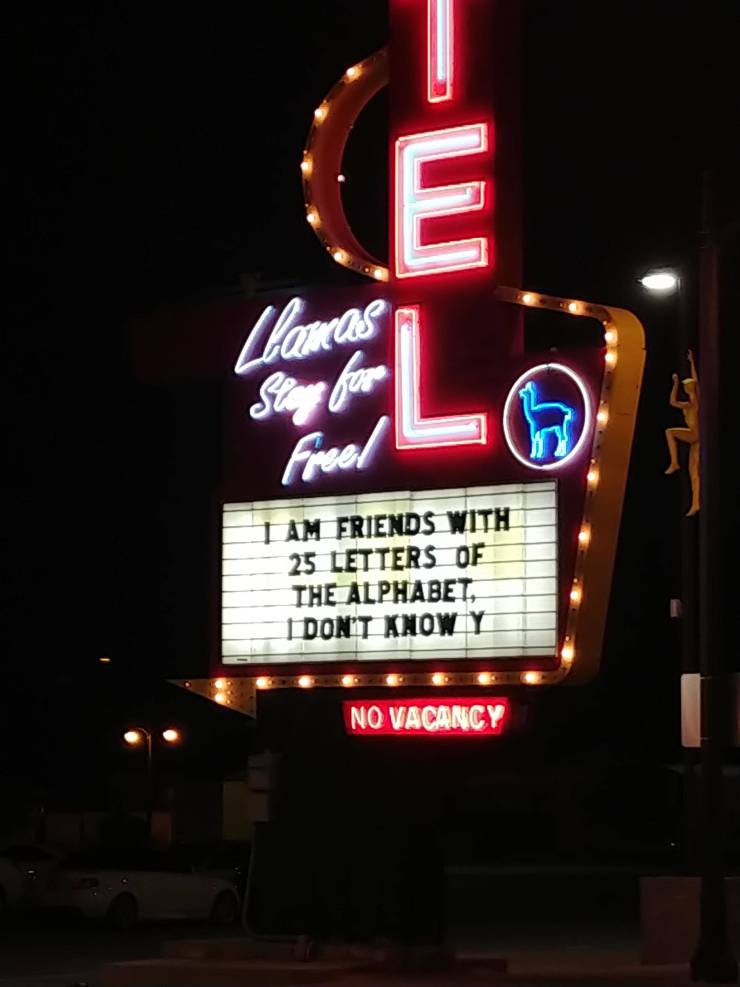 EL
Llamas
Stay for
Free!
I AM FRIENDS WITH
25 LETTERS OF
THE ALPHABET,
I DON'T KNOW Y
NO VACANCY